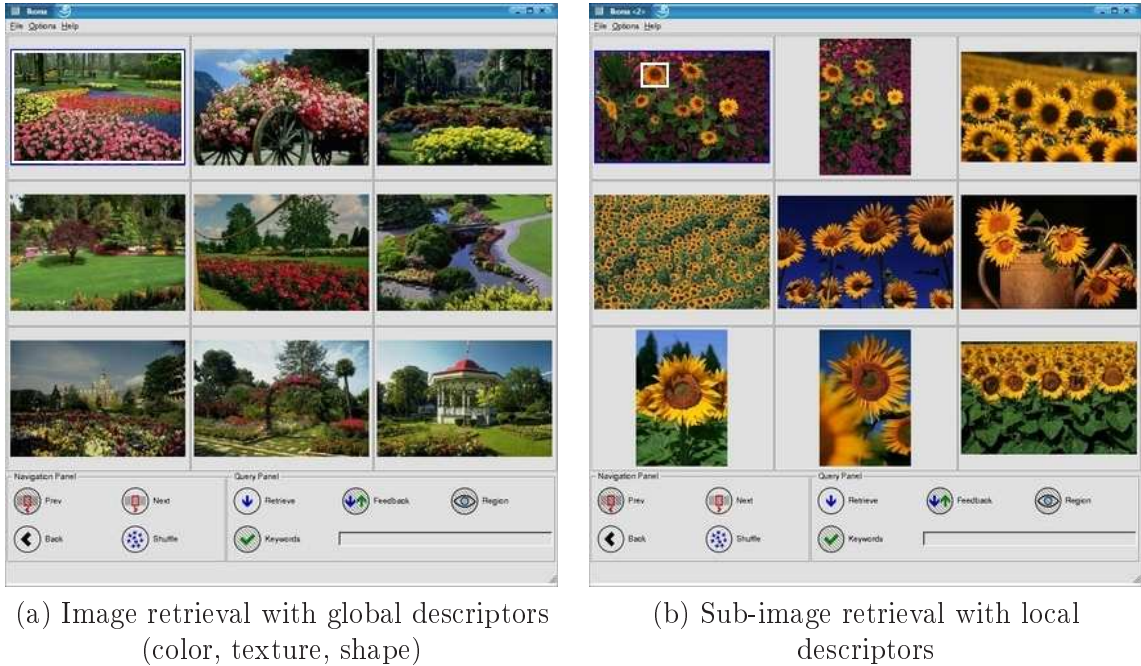 Ikona
File Options Help
Navigation Panel
Prev
Next
Back
Shuffle
Query Panel
Retrieve
Feedback
Region
Keywords
(a) Image retrieval with global descriptors
(color, texture, shape)
Ikona <2>
File Options Help
Navigation Panel
Prev
Next
Back
Shuffle
Query Panel
Retrieve
Feedback
Region
Keywords
(b) Sub-image retrieval with local
descriptors